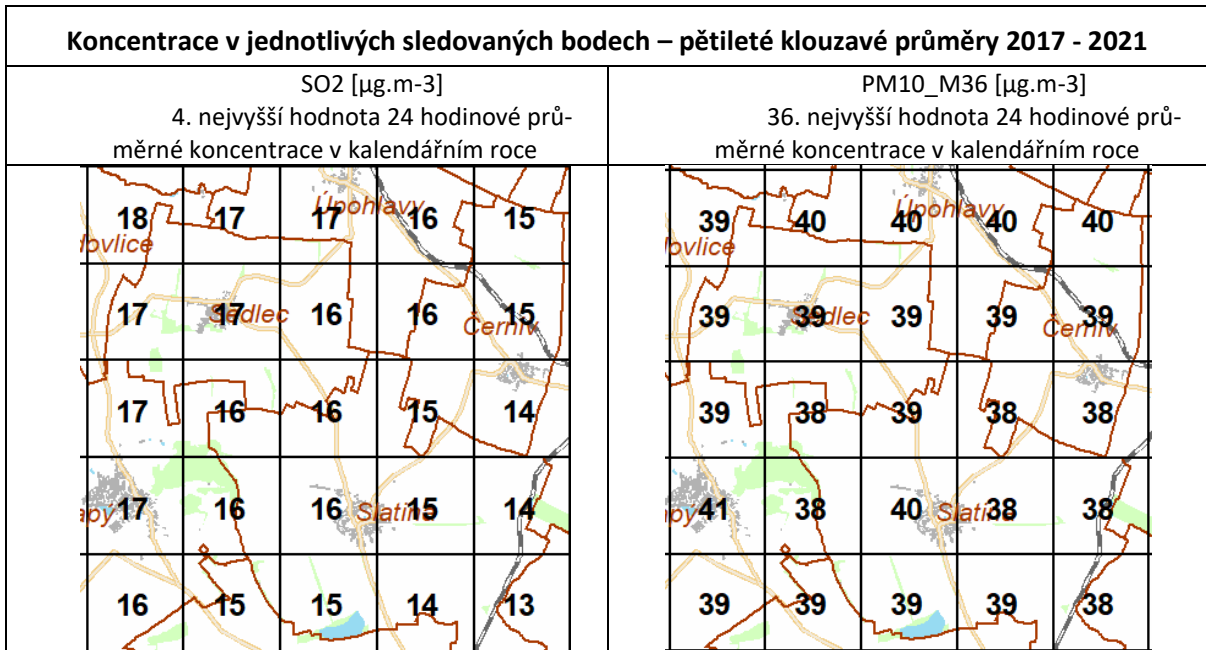 Koncentrace v jednotlivých sledovaných bodech – pětileté klouzavé průměry 2017 - 2021
SO2 [µg.m-3]
4. nejvyšší hodnota 24 hodinové prů-
měrné koncentrace v kalendářním roce
PM10_M36 [µg.m-3]
36. nejvyšší hodnota 24 hodinové prů-
měrné koncentrace v kalendářním roce
Úpohlavy
18 17 17 16 15
dovlice
17 17 16 16 15
Sedlec
Černiv
17 16 16 15 14
17 16 16 15 14
apy
Slatina
16 15 15 14 13
Úpohlavy
39 40 40 40 40
ovlice
39 39 39 39 39
Sedlec
Černiv
39 38 39 38 38
41 38 40 38 38
apy
Slatina
39 39 39 39 38